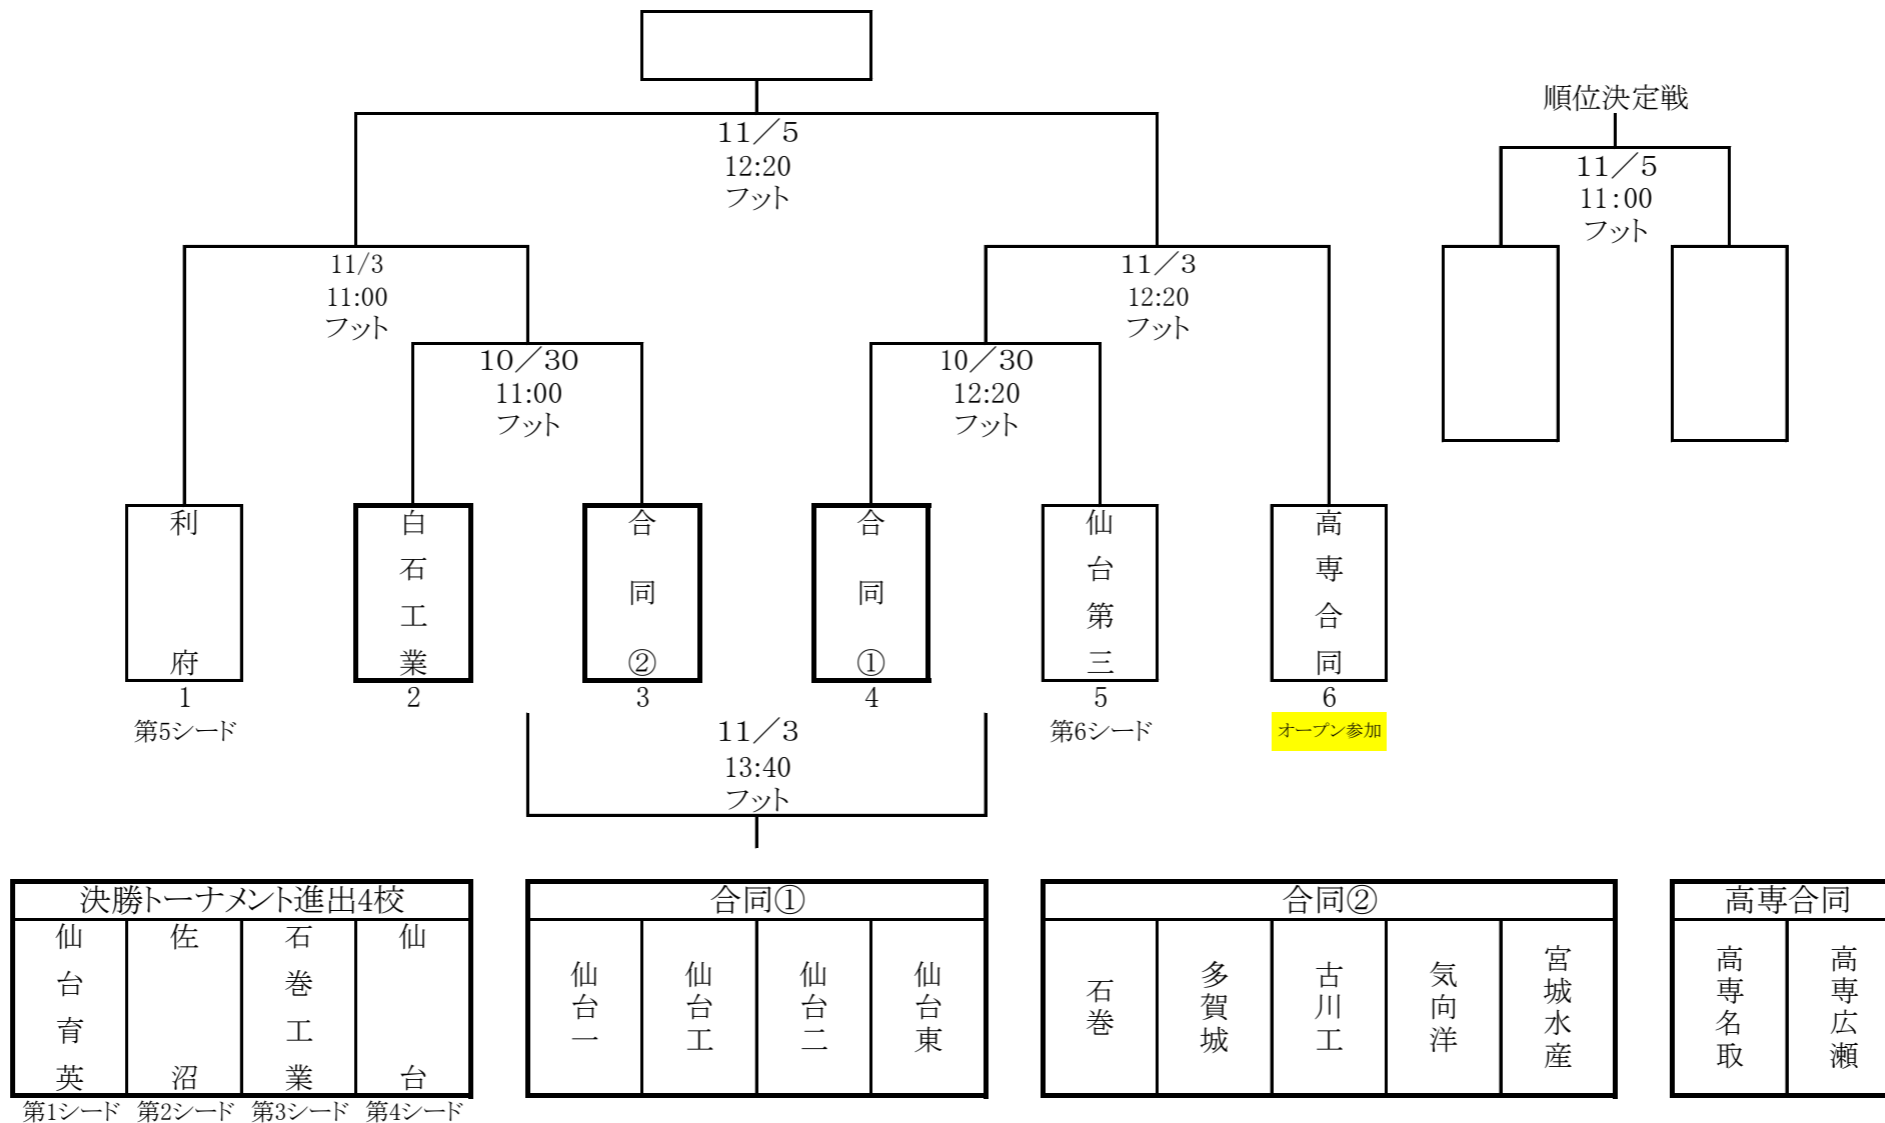 順位決定戦
11／5
12:20
フット
11／5
11:00
フット
11/3
11:00
フット
11／3
12:20
フット
10／30
11:00
フット
10／30
12:20
フット
利府
白石工業
合同②
合同①
仙台第三
高専合同
1
2
3
4
5
6
第5シード
第6シード
オープン参加
11／3
13:40
フット
決勝トーナメント進出4校
仙台育英
佐沼
石巻工業
仙台
第1シード
第2シード
第3シード
第4シード
合同①
仙台一
仙台工
仙台二
仙台東
合同②
石巻
多賀城
古川工
気向洋
宮城水産
高専合同
高専名取
高専広瀬